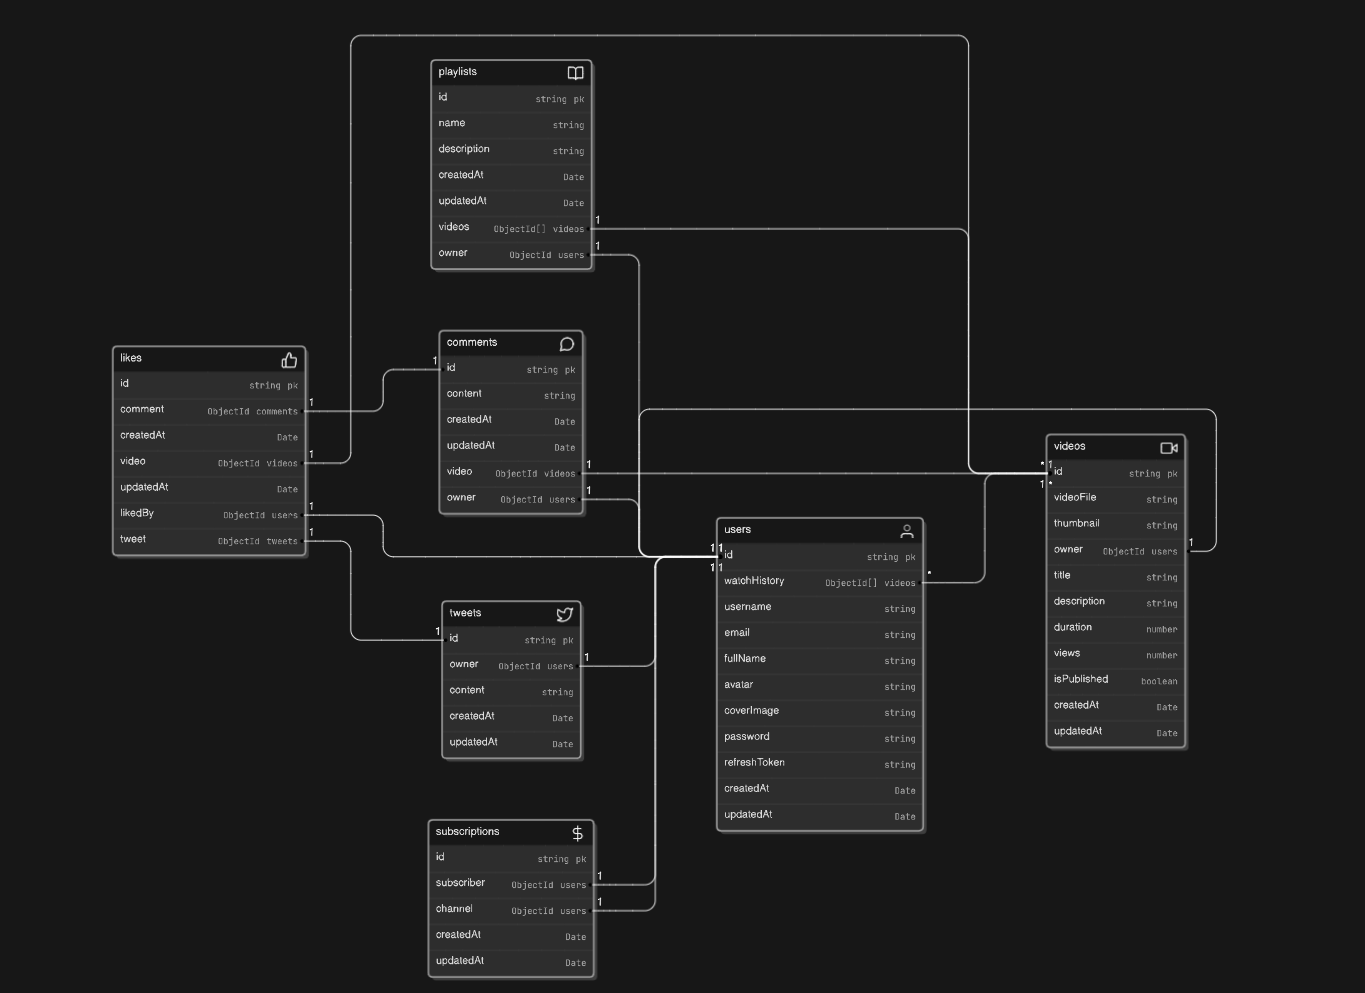 playlists
id string pk
name string
description string
createdAt Date
updatedAt Date
videos ObjectId[] videos 1
owner ObjectId users 1
likes
id string pk
comment ObjectId comments 1
createdAt Date
video ObjectId videos 1
updatedAt Date
likedBy ObjectId users 1
tweet ObjectId tweets 1
comments
1 id string pk
content string
createdAt Date
updatedAt Date
video ObjectId videos 1
owner ObjectId users 1
tweets
1 id string pk
owner ObjectId users 1
content string
createdAt Date
updatedAt Date
subscriptions
id string pk
subscriber ObjectId users 1
channel ObjectId users 1
createdAt Date
updatedAt Date
users
1 1
id string pk
1 1
watchHistory ObjectId[] videos *
username string
email string
fullName string
avatar string
coverImage string
password string
refreshToken string
createdAt Date
updatedAt Date
videos
* 1
id string pk
1 *
videoFile string
thumbnail string
owner ObjectId users 1
title string
description string
duration number
views number
isPublished boolean
createdAt Date
updatedAt Date